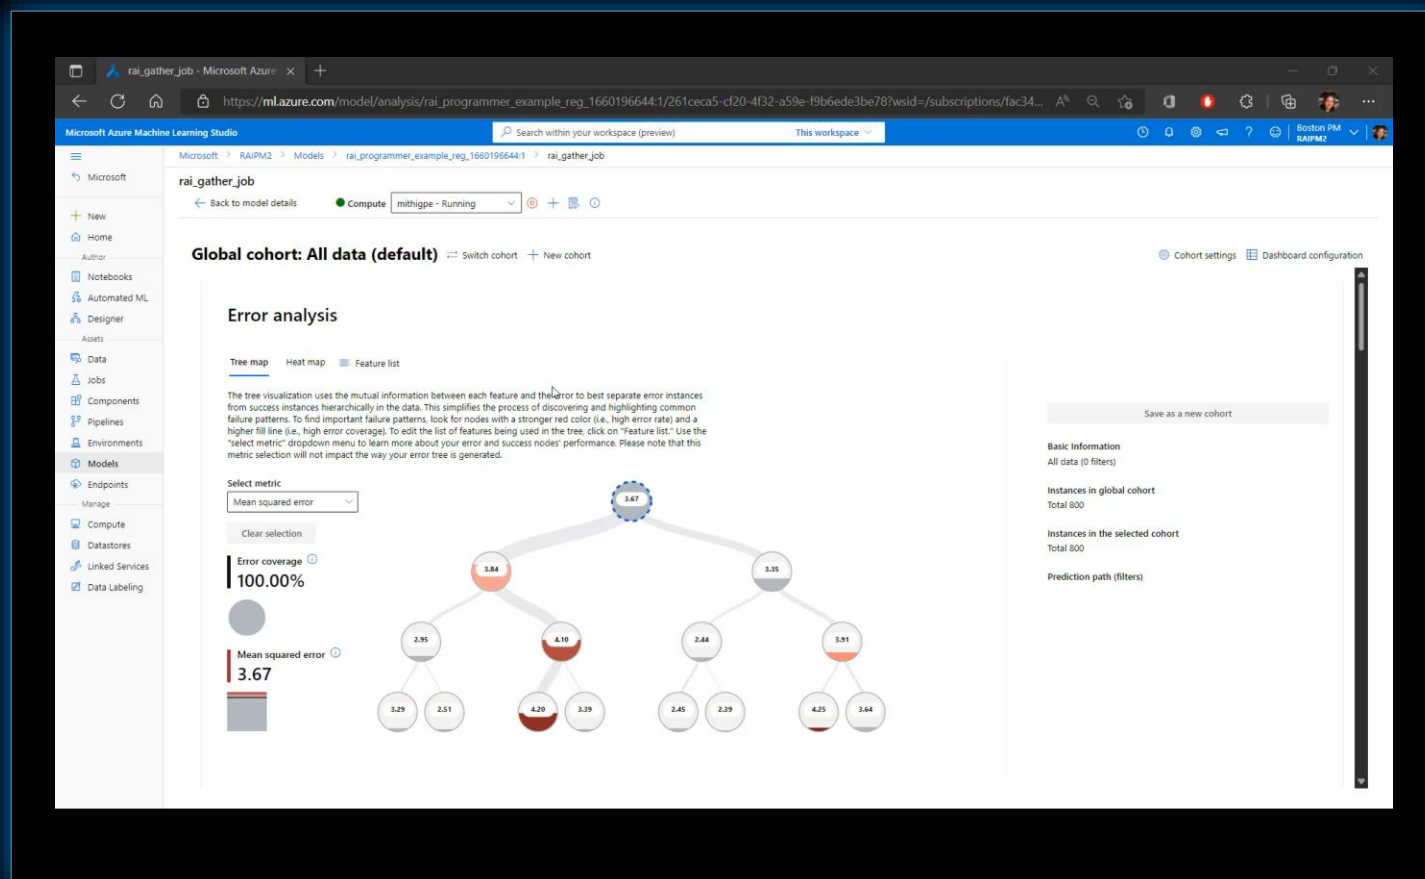 rai_gather_job - Microsoft Azure
https://ml.azure.com/model/analysis/rai_programmer_example_reg_1660196644:1/261ceca5-cf20-4f32-a59e-f9b6ede3be78?wsid=/subscriptions/fac34...
Microsoft Azure Machine Learning Studio
Search within your workspace (preview)
This workspace
Boston PM
RAIPM2
Microsoft > RAIPM2 > Models > rai_programmer_example_reg_1660196644:1 > rai_gather_job
Microsoft
New
Home
Author
Notebooks
Automated ML
Designer
Assets
Data
Jobs
Components
Pipelines
Environments
Models
Endpoints
Manage
Compute
Datastores
Linked Services
Data Labeling
rai_gather_job
Back to model details
Compute
mithigpe - Running
Global cohort: All data (default)
Switch cohort
New cohort
Cohort settings
Dashboard configuration
Error analysis
Tree map
Heat map
Feature list
The tree visualization uses the mutual information between each feature and the error to best separate error instances
from success instances hierarchically in the data. This simplifies the process of discovering and highlighting common
failure patterns. To find important failure patterns, look for nodes with a stronger red color (i.e., high error rate) and a
higher fill line (i.e., high error coverage). To edit the list of features being used in the tree, click on "Feature list." Use the
"select metric" dropdown menu to learn more about your error and success nodes' performance. Please note that this
metric selection will not impact the way your error tree is generated.
Select metric
Mean squared error
Clear selection
Error coverage
100.00%
Mean squared error
3.67
3.67
3.84
3.35
2.95
4.10
2.44
3.91
3.29
2.51
4.20
3.39
2.45
2.39
4.25
3.64
Save as a new cohort
Basic Information
All data (0 filters)
Instances in global cohort
Total 800
Instances in the selected cohort
Total 800
Prediction path (filters)